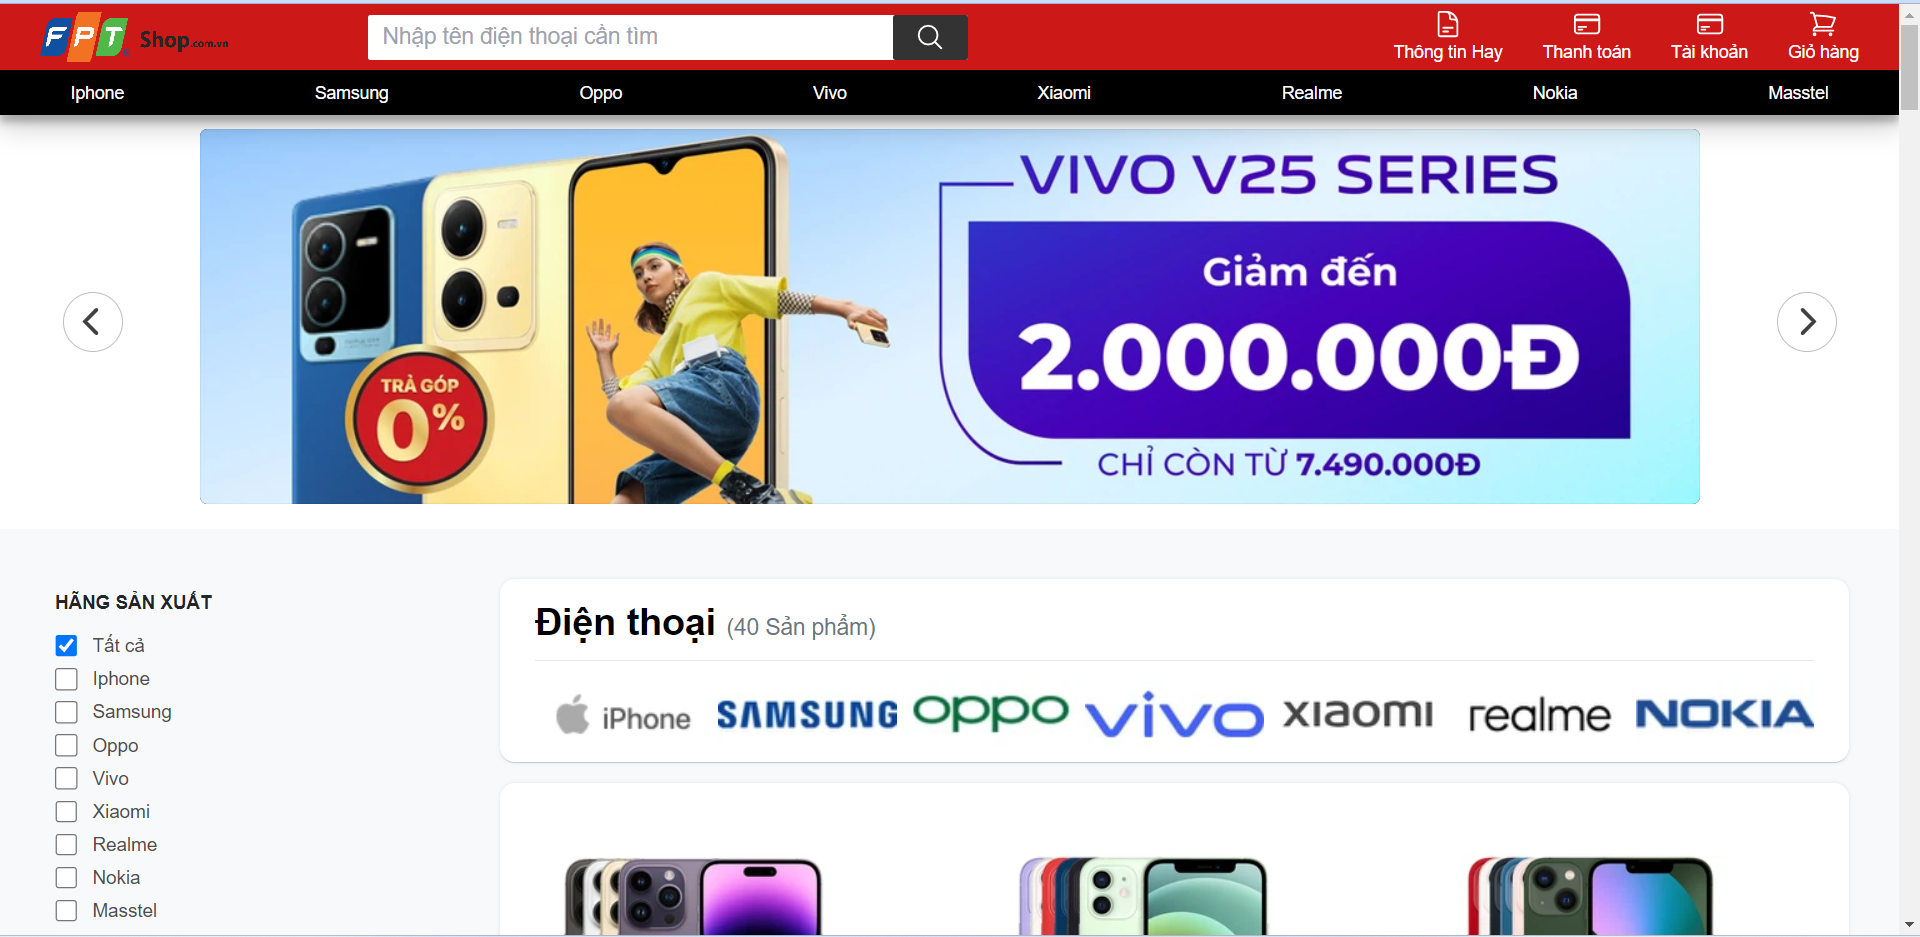 FPT Shop.com.vn
Nhập tên điện thoại cần tìm
Thông tin Hay
Thanh toán
Tài khoản
Giỏ hàng
Iphone
Samsung
Oppo
Vivo
Xiaomi
Realme
Nokia
Masstel
VIVO V25 SERIES
Giảm đến
2.000.000Đ
CHỈ CÒN TỪ 7.490.000Đ
TRẢ GÓP
0%
HÃNG SẢN XUẤT
Tất cả
Iphone
Samsung
Oppo
Vivo
Xiaomi
Realme
Nokia
Masstel
Điện thoại (40 Sản phẩm)
iPhone
SAMSUNG
oppo
vivo
xiaomi
realme
NOKIA